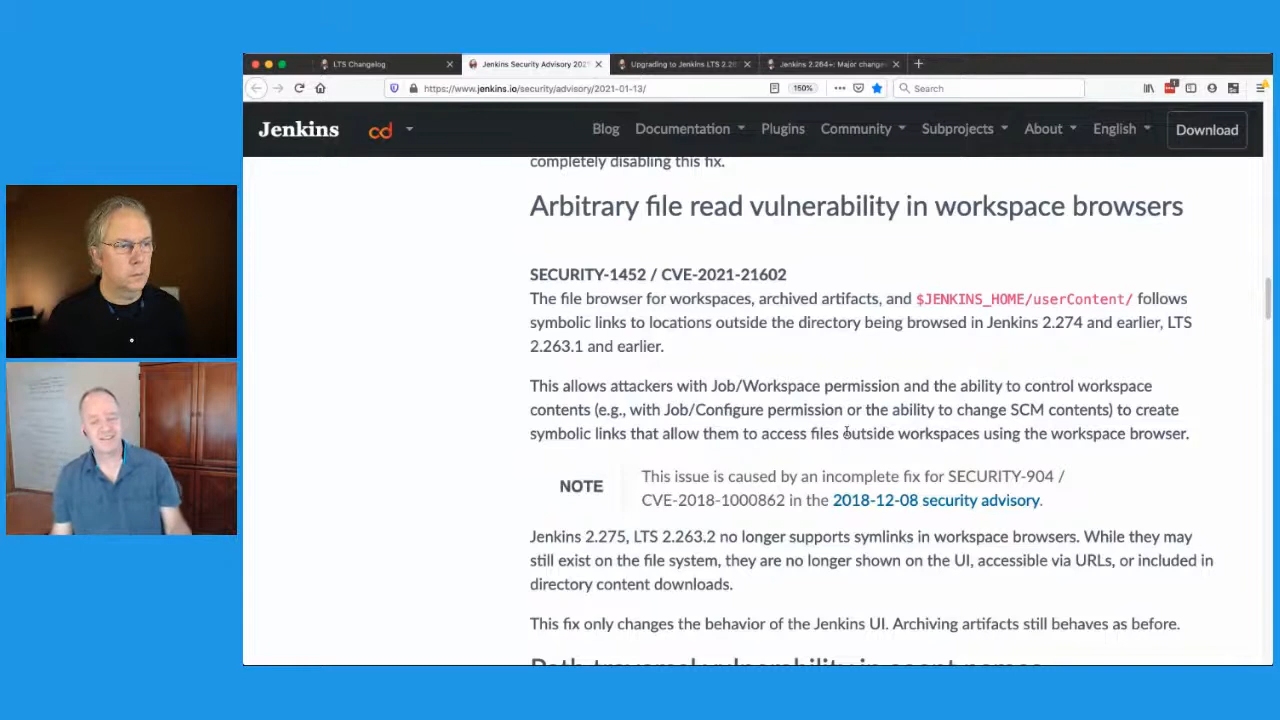 LTS Changelog
Jenkins Security Advisory 202
Upgrading to Jenkins LTS 2.26
Jenkins 2.264+: Major change
https://www.jenkins.io/security/advisory/2021-01-13/
150%
Search
Jenkins
cd
Blog
Documentation
Plugins
Community
Subprojects
About
English
Download
completely disabling this fix.
Arbitrary file read vulnerability in workspace browsers
SECURITY-1452 / CVE-2021-21602
The file browser for workspaces, archived artifacts, and $JENKINS_HOME/userContent/ follows
symbolic links to locations outside the directory being browsed in Jenkins 2.274 and earlier, LTS
2.263.1 and earlier.
This allows attackers with Job/Workspace permission and the ability to control workspace
contents (e.g., with Job/Configure permission or the ability to change SCM contents) to create
symbolic links that allow them to access files outside workspaces using the workspace browser.
NOTE
This issue is caused by an incomplete fix for SECURITY-904 /
CVE-2018-1000862 in the 2018-12-08 security advisory.
Jenkins 2.275, LTS 2.263.2 no longer supports symlinks in workspace browsers. While they may
still exist on the file system, they are no longer shown on the UI, accessible via URLs, or included in
directory content downloads.
This fix only changes the behavior of the Jenkins UI. Archiving artifacts still behaves as before.
Path traversal vulnerability in agent names